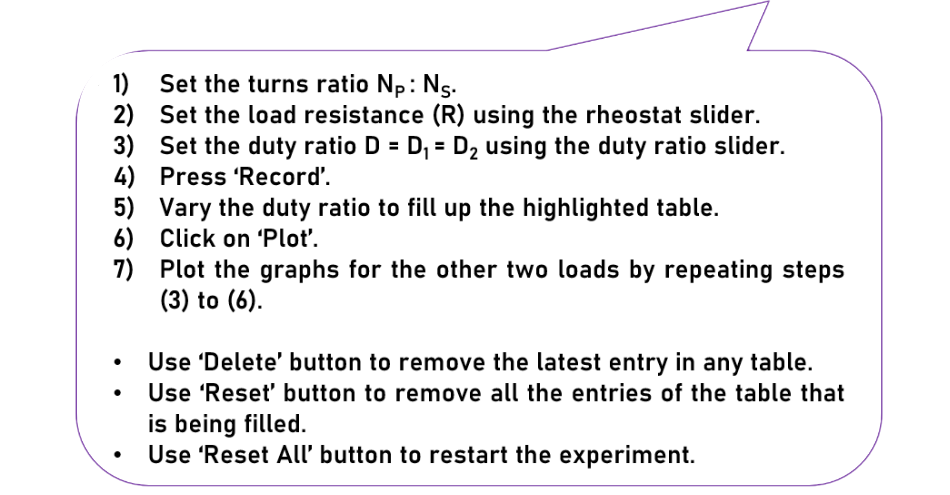 1) Set the turns ratio Nₚ : Nₛ.
2) Set the load resistance (R) using the rheostat slider.
3) Set the duty ratio D = D₁ = D₂ using the duty ratio slider.
4) Press ‘Record’.
5) Vary the duty ratio to fill up the highlighted table.
6) Click on ‘Plot’.
7) Plot the graphs for the other two loads by repeating steps
(3) to (6).
• Use ‘Delete’ button to remove the latest entry in any table.
• Use ‘Reset’ button to remove all the entries of the table that
is being filled.
• Use ‘Reset All’ button to restart the experiment.